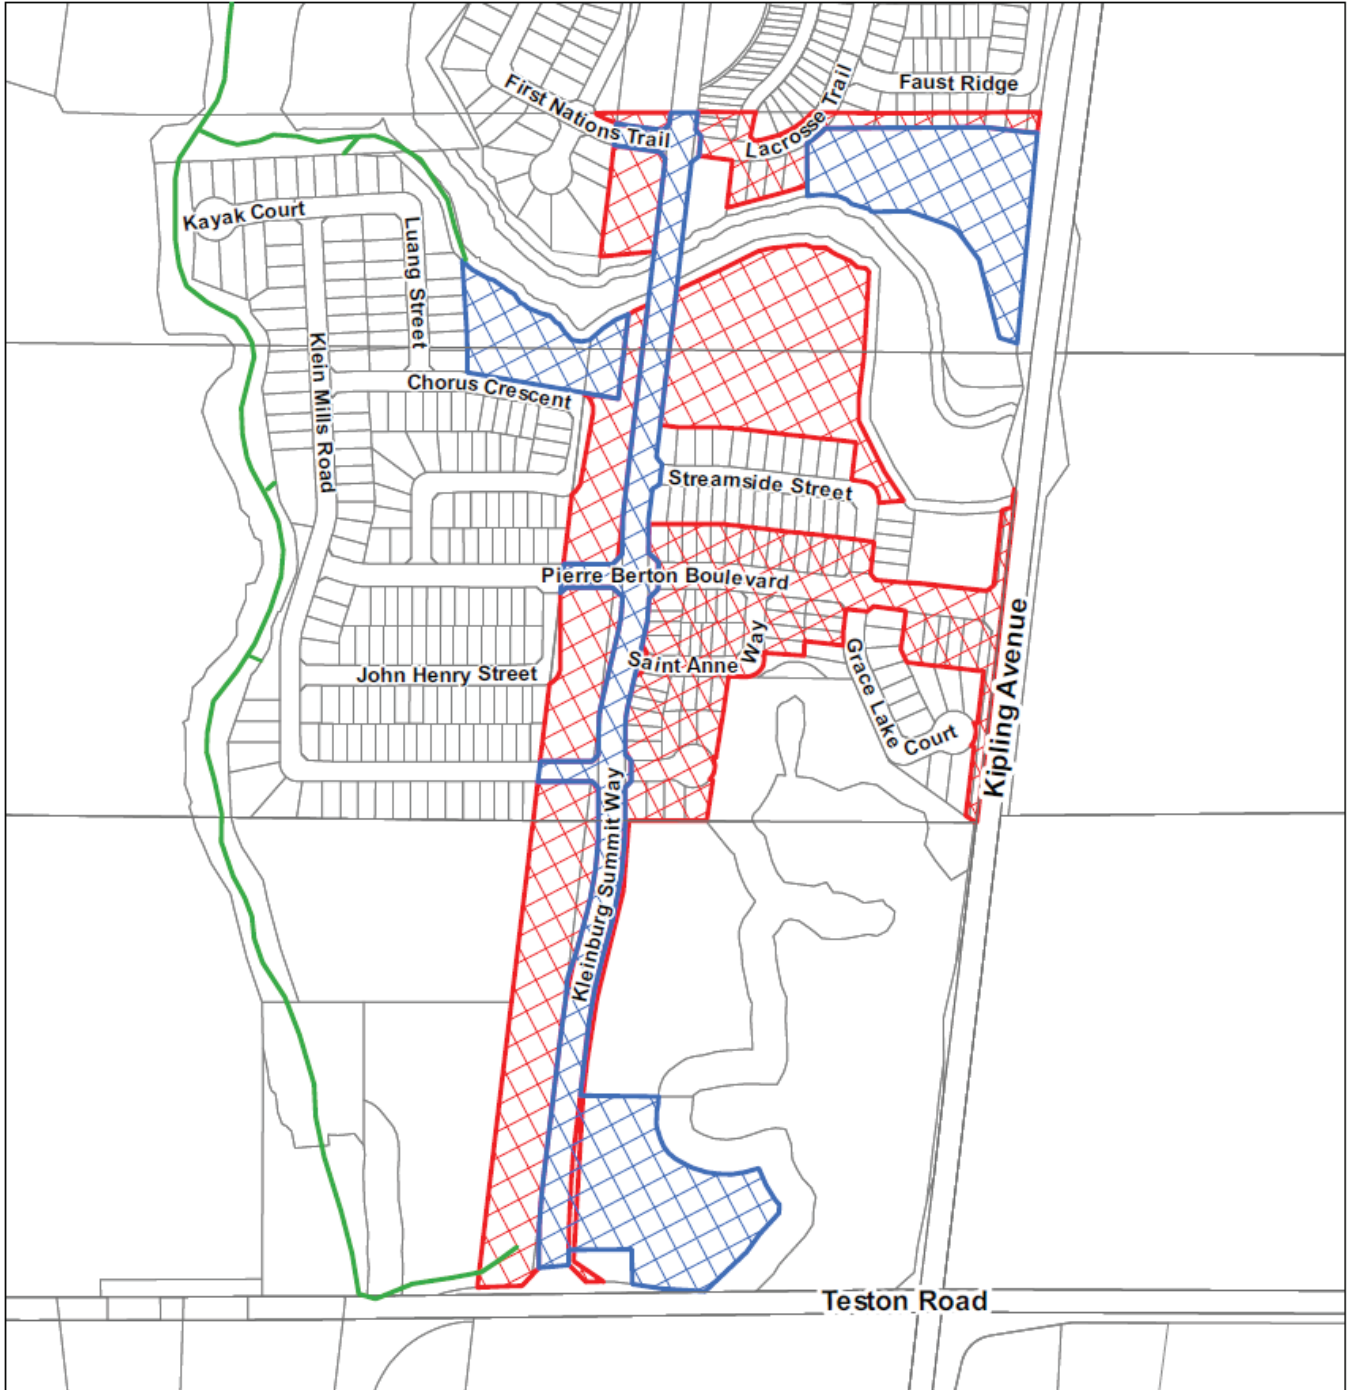 Faust Ridge
First Nations Trail
Lacrosse Trail
Kayak Court
Luang Street
Klein Mills Road
Chorus Crescent
Streamside Street
Pierre Berton Boulevard
Saint Anne Way
John Henry Street
Grace Lake Court
Kipling Avenue
Kleinburg Summit Way
Teston Road